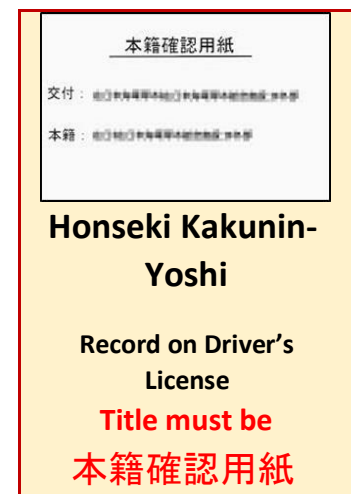 本籍確認用紙
交付:
本籍:
Honseki Kakunin-
Yoshi
Record on Driver's
License
Title must be
本籍確認用紙